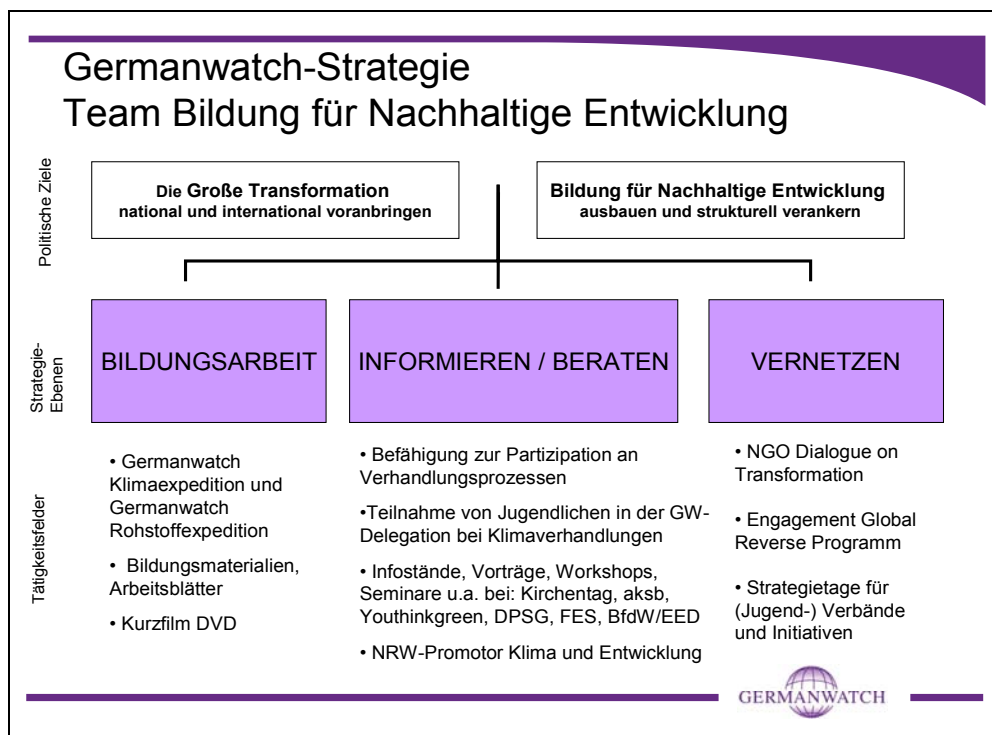 Germanwatch-Strategie
Team Bildung für Nachhaltige Entwicklung
Politische Ziele
Die Große Transformation
national und international voranbringen
Bildung für Nachhaltige Entwicklung
ausbauen und strukturell verankern
Strategie-
Ebenen
BILDUNGSARBEIT
INFORMIEREN / BERATEN
VERNETZEN
Tätigkeitsfelder
• Germanwatch
Klimaexpedition und
Germanwatch
Rohstoffexpedition
• Bildungsmaterialien,
Arbeitsblätter
• Kurzfilm DVD
• Befähigung zur Partizipation an
Verhandlungsprozessen
•Teilnahme von Jugendlichen in der GW-
Delegation bei Klimaverhandlungen
• Infostände, Vorträge, Workshops,
Seminare u.a. bei: Kirchentag, aksb,
Youthinkgreen, DPSG, FES, BfdW/EED
• NRW-Promotor Klima und Entwicklung
• NGO Dialogue on
Transformation
• Engagement Global
Reverse Programm
• Strategietage für
(Jugend-) Verbände
und Initiativen
GERMANWATCH